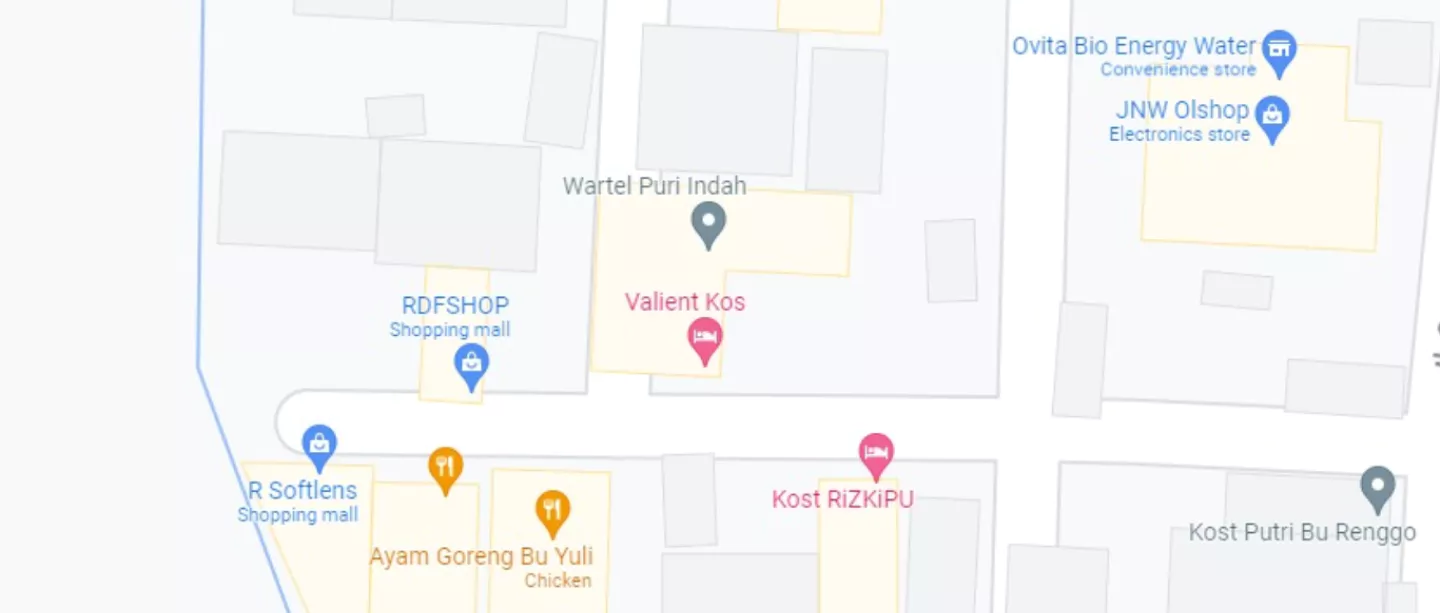 Ovita Bio Energy Water
Convenience store
JNW Olshop
Electronics store
Wartel Puri Indah
RDFSHOP
Shopping mall
Valient Kos
R Softlens
Shopping mall
Kost RiZKiPU
Kost Putri Bu Renggo
Ayam Goreng Bu Yuli
Chicken